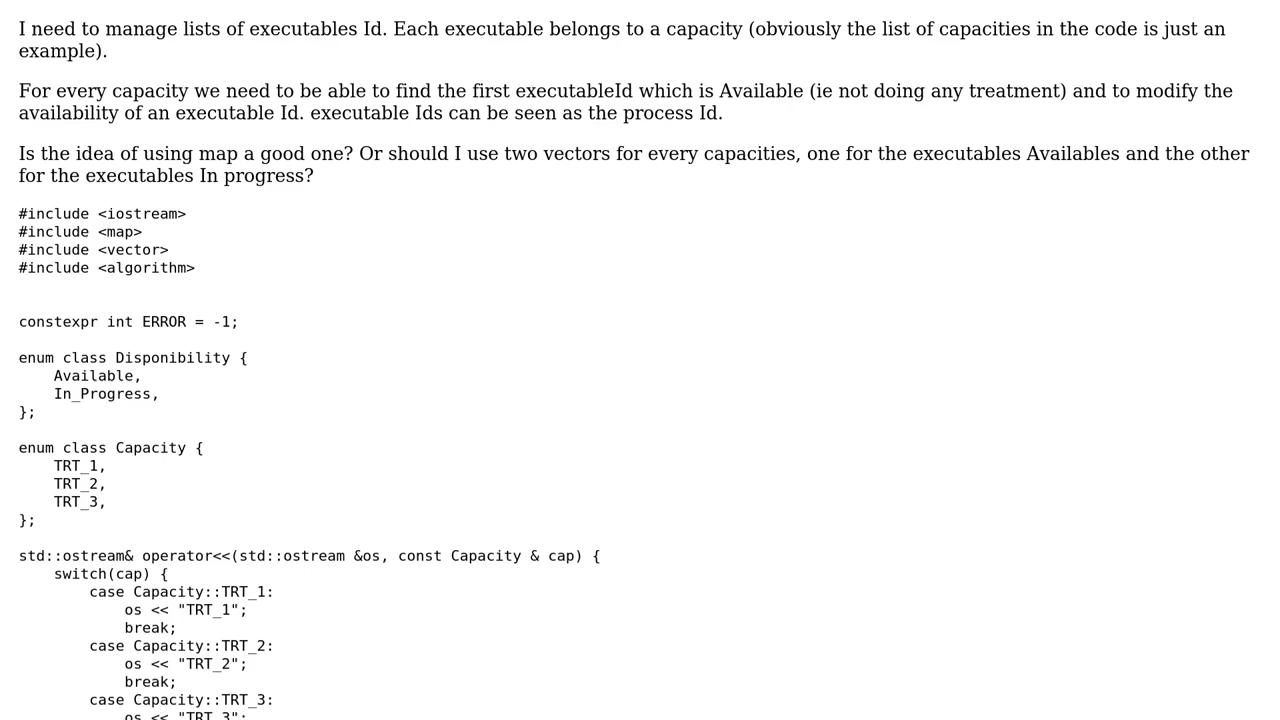 I need to manage lists of executables Id. Each executable belongs to a capacity (obviously the list of capacities in the code is just an
example).
For every capacity we need to be able to find the first executableId which is Available (ie not doing any treatment) and to modify the
availability of an executable Id. executable Ids can be seen as the process Id.
Is the idea of using map a good one? Or should I use two vectors for every capacities, one for the executables Availables and the other
for the executables In progress?
#include <iostream>
#include <map>
#include <vector>
#include <algorithm>
constexpr int ERROR = -1;
enum class Disponibility {
    Available,
    In_Progress,
};
enum class Capacity {
    TRT_1,
    TRT_2,
    TRT_3,
};
std::ostream& operator<<(std::ostream &os, const Capacity & cap) {
    switch(cap) {
        case Capacity::TRT_1:
            os << "TRT_1";
            break;
        case Capacity::TRT_2:
            os << "TRT_2";
            break;
        case Capacity::TRT_3:
            os << "TRT_3";